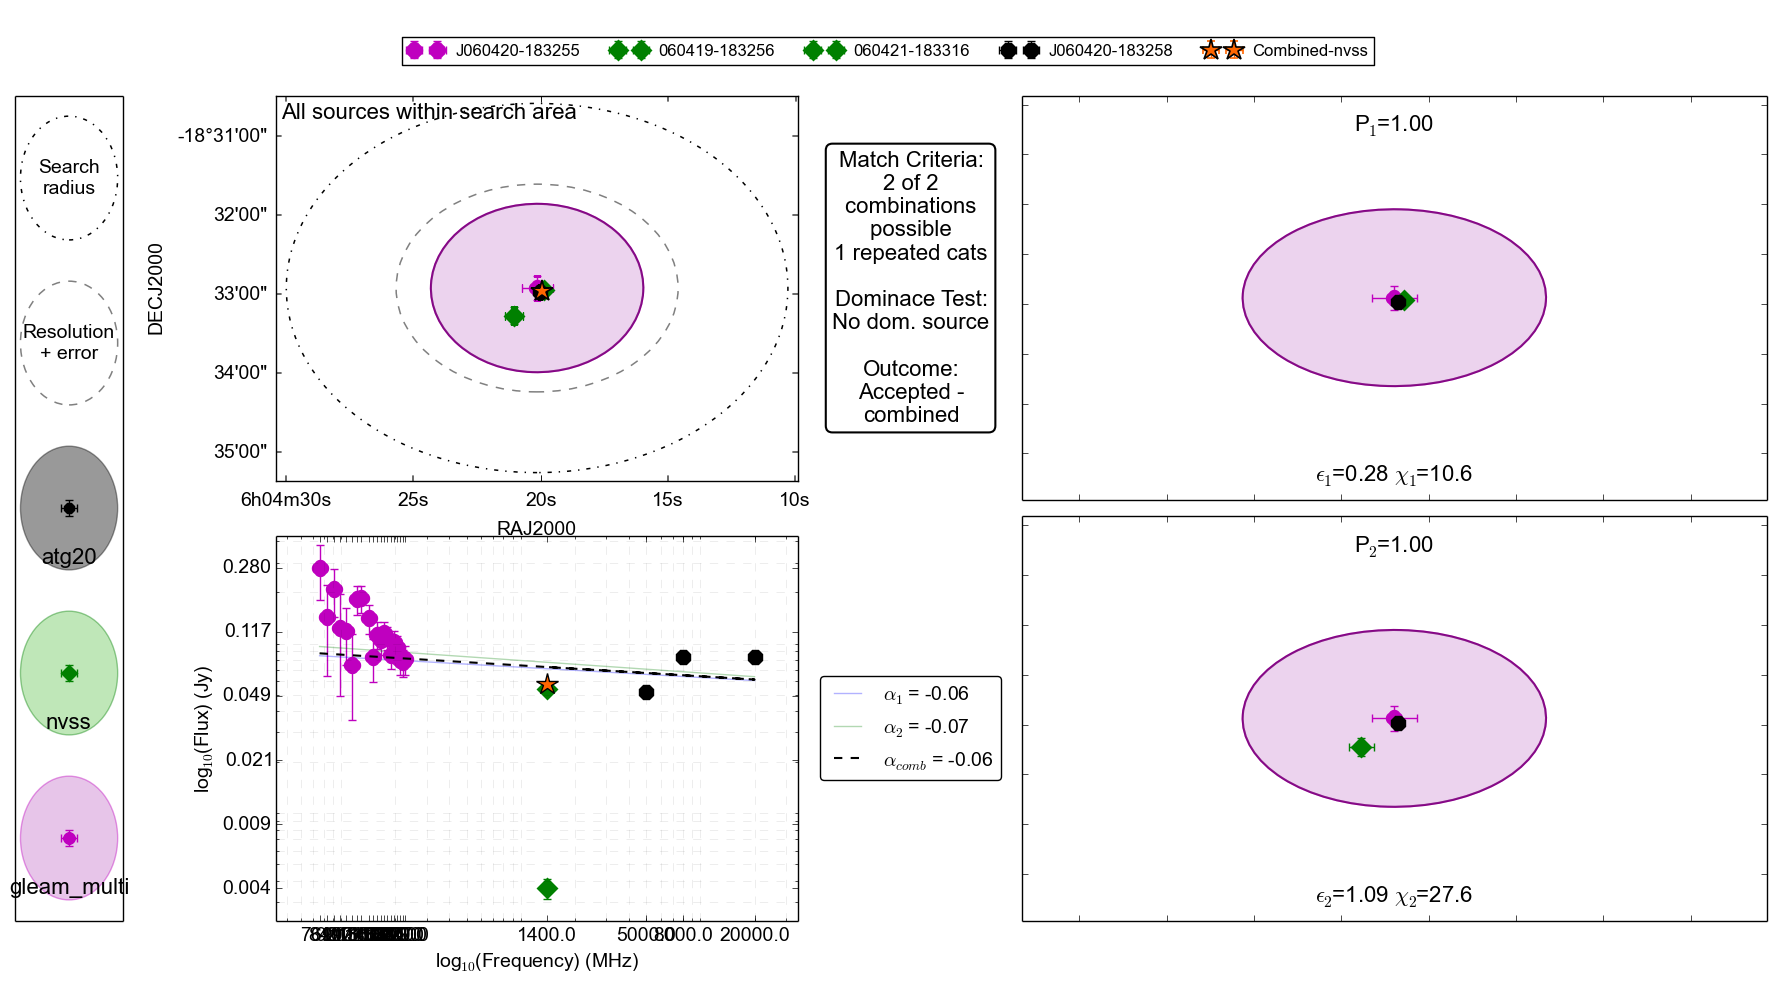 J060420-183255
060419-183256
060421-183316
J060420-183258
Combined-nvss
Search
radius
Resolution
+ error
atg20
nvss
gleam_multi
All sources within search area
DECJ2000
-18°31'00"
32'00"
33'00"
34'00"
35'00"
6h04m30s
25s
20s
15s
10s
RAJ2000
Match Criteria:
2 of 2
combinations
possible
1 repeated cats
Dominace Test:
No dom. source
Outcome:
Accepted -
combined
P1=1.00
ϵ1=0.28 χ1=10.6
log10(Flux) (Jy)
0.280
0.117
0.049
0.021
0.009
0.004
1400.0
5000.0
8000.0
20000.0
log10(Frequency) (MHz)
α1 = -0.06
α2 = -0.07
αcomb = -0.06
P2=1.00
ϵ2=1.09 χ2=27.6